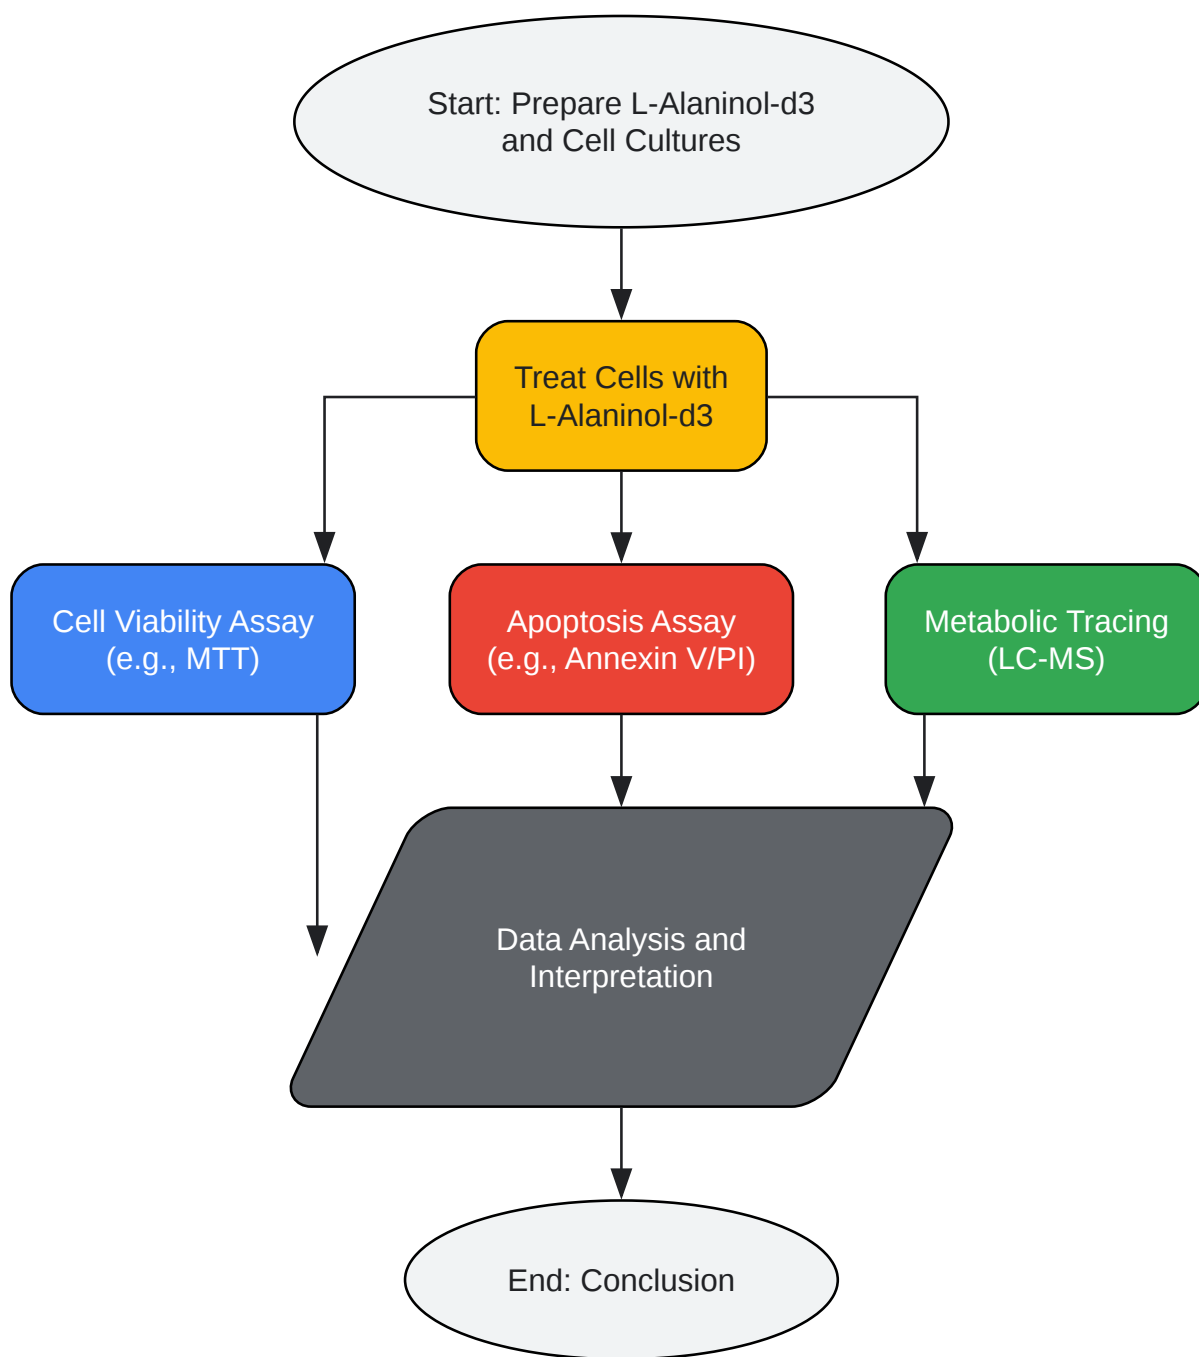 Start: Prepare L-Alaninol-d3
and Cell Cultures
Treat Cells with
L-Alaninol-d3
Cell Viability Assay
(e.g., MTT)
Apoptosis Assay
(e.g., Annexin V/PI)
Metabolic Tracing
(LC-MS)
Data Analysis and
Interpretation
End: Conclusion